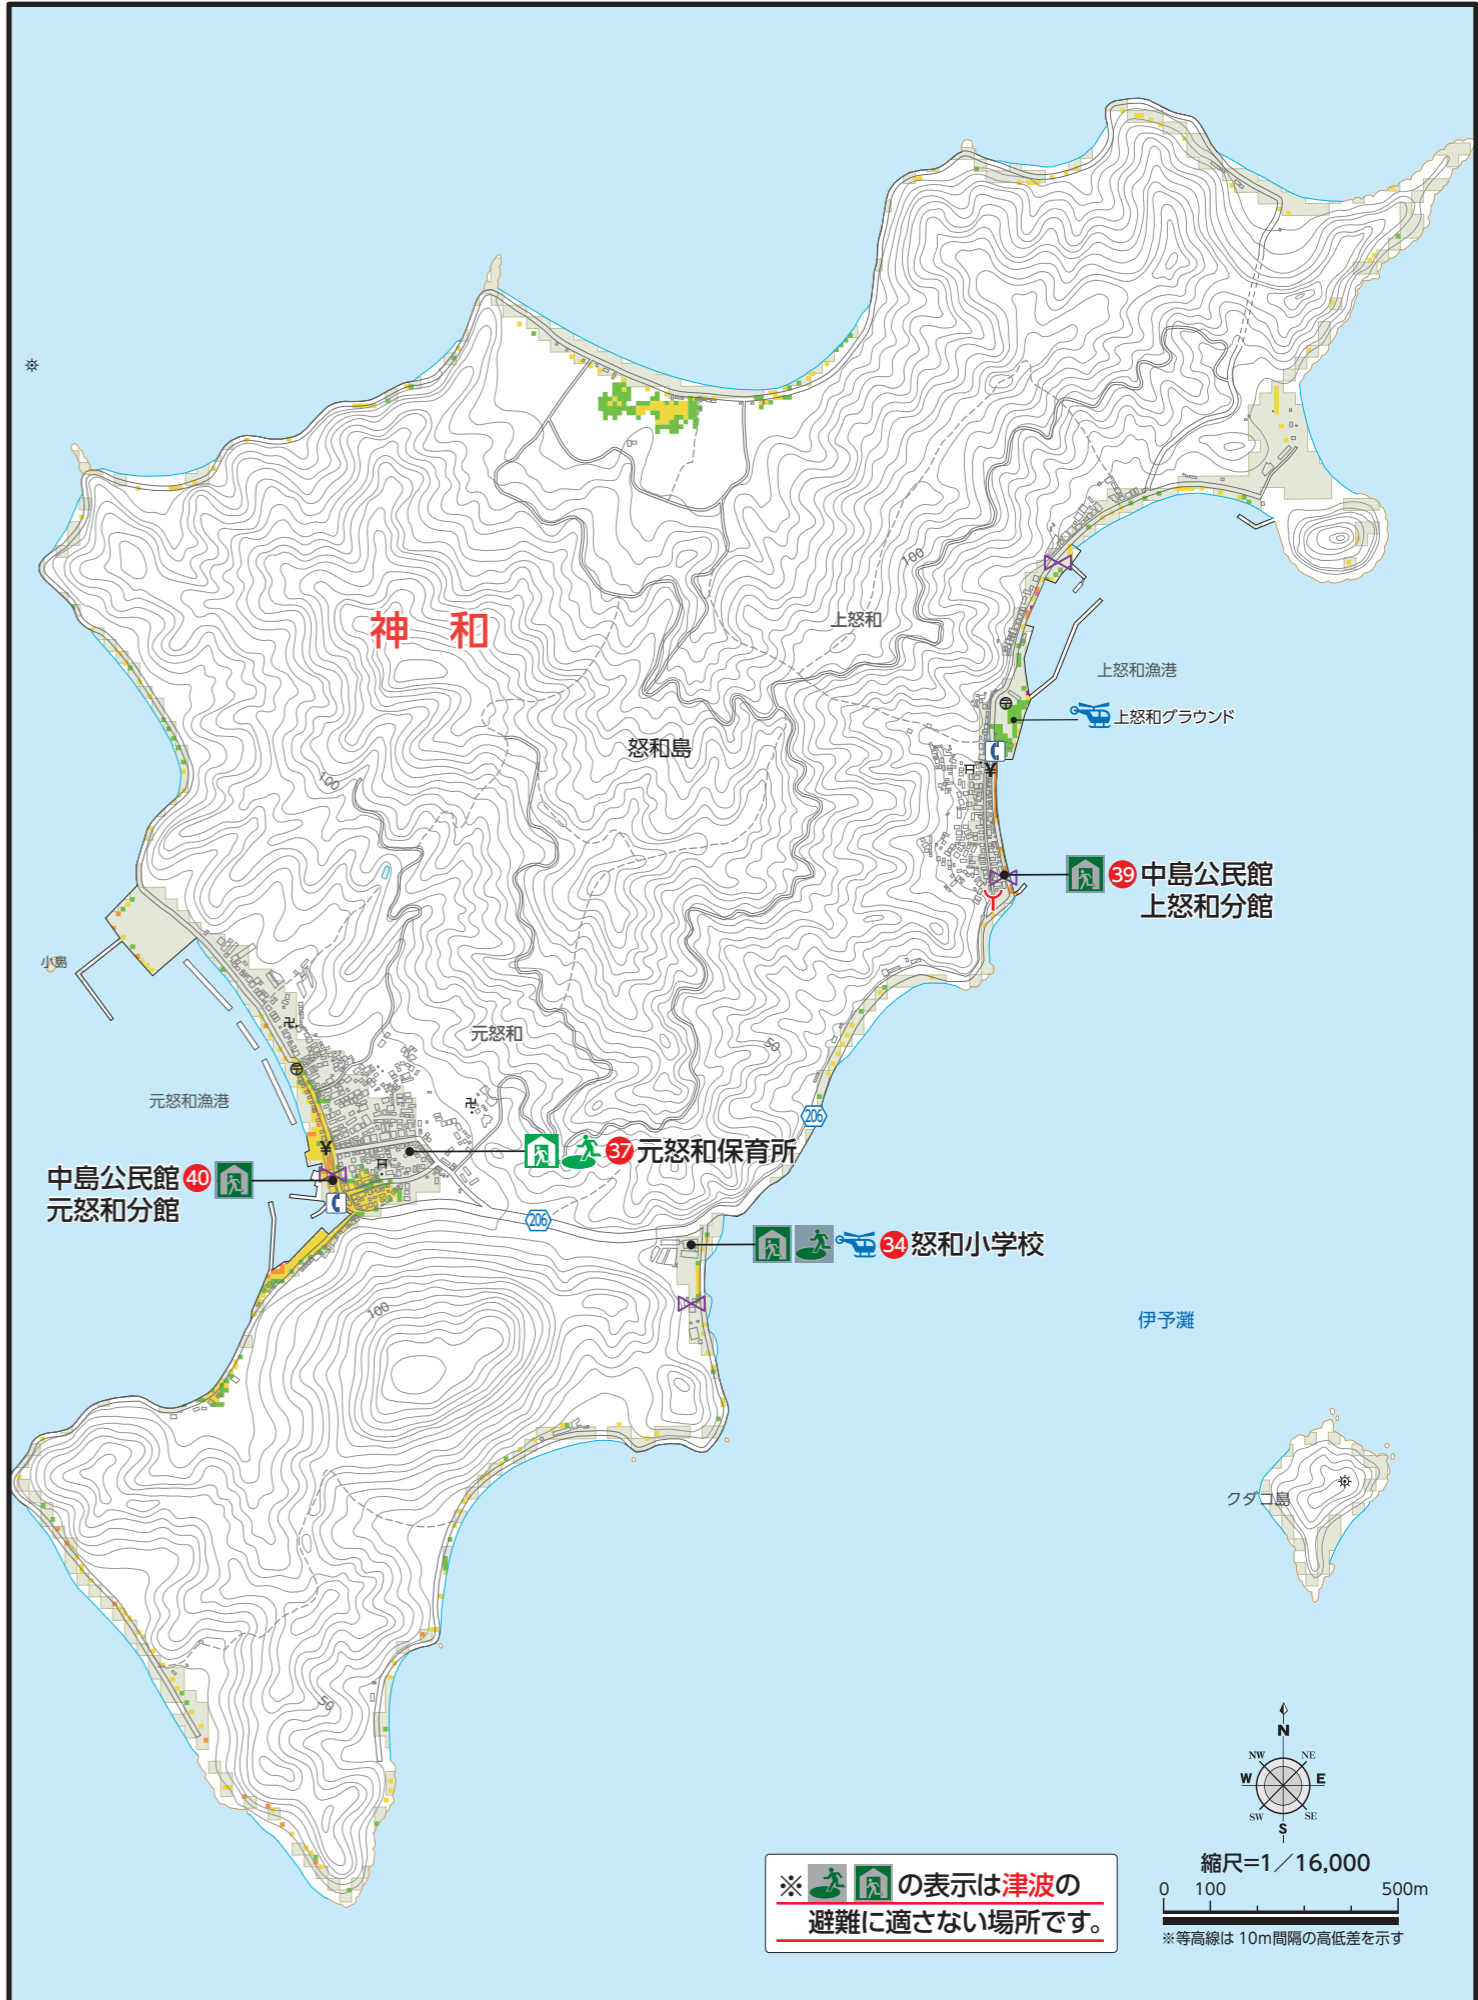 神 和
100
上怒和
上怒和漁港
上怒和グラウンド
怒和島
100
39 中島公民館
上怒和分館
小島
元怒和
50
元怒和漁港
206
37 元怒和保育所
中島公民館 40
元怒和分館
206
34 怒和小学校
100
伊予灘
クダコ島
50
N
NW
NE
W
E
SW
SE
S
縮尺=1/16,000
0 100 500m
※等高線は10m間隔の高低差を示す
※ の表示は津波の
避難に適さない場所です。